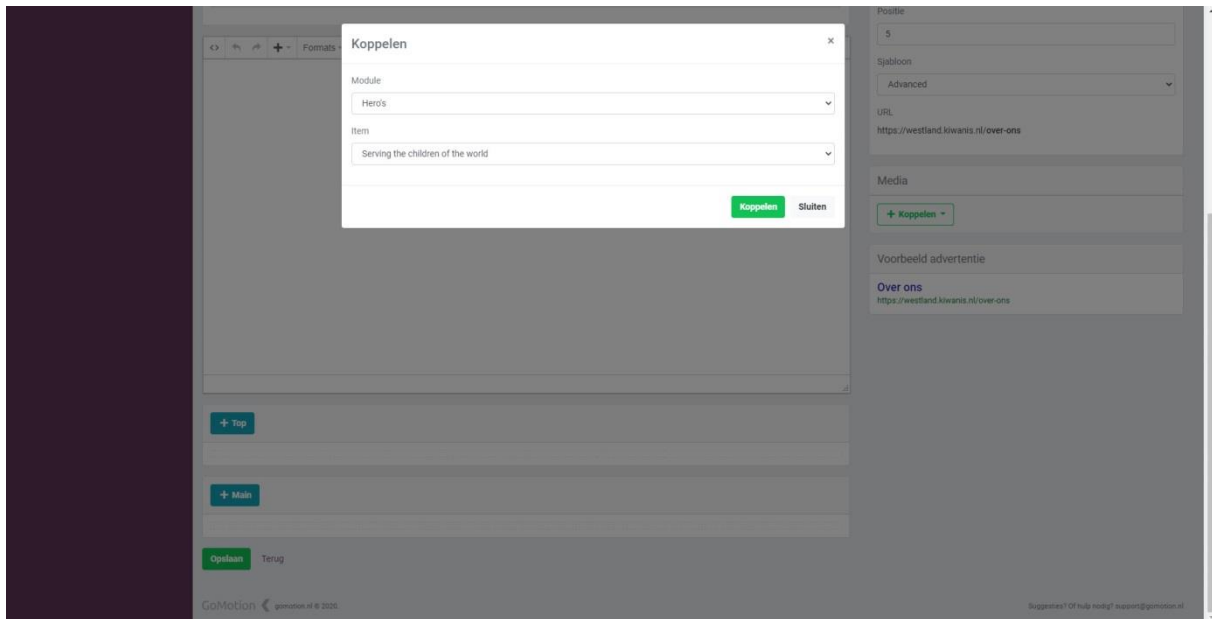 Formats
Koppelen
×
Module
Hero's
Item
Serving the children of the world
Koppelen
Sluiten
Positie
5
Sjabloon
Advanced
URL
https://westland.kiwanis.nl/over-ons
Media
+ Koppelen
Voorbeeld advertentie
Over ons
https://westland.kiwanis.nl/over-ons
+ Top
+ Main
Opslaan
Terug
GoMotion gomotion.nl © 2020.
Suggesties? Of hulp nodig? support@gomotion.nl